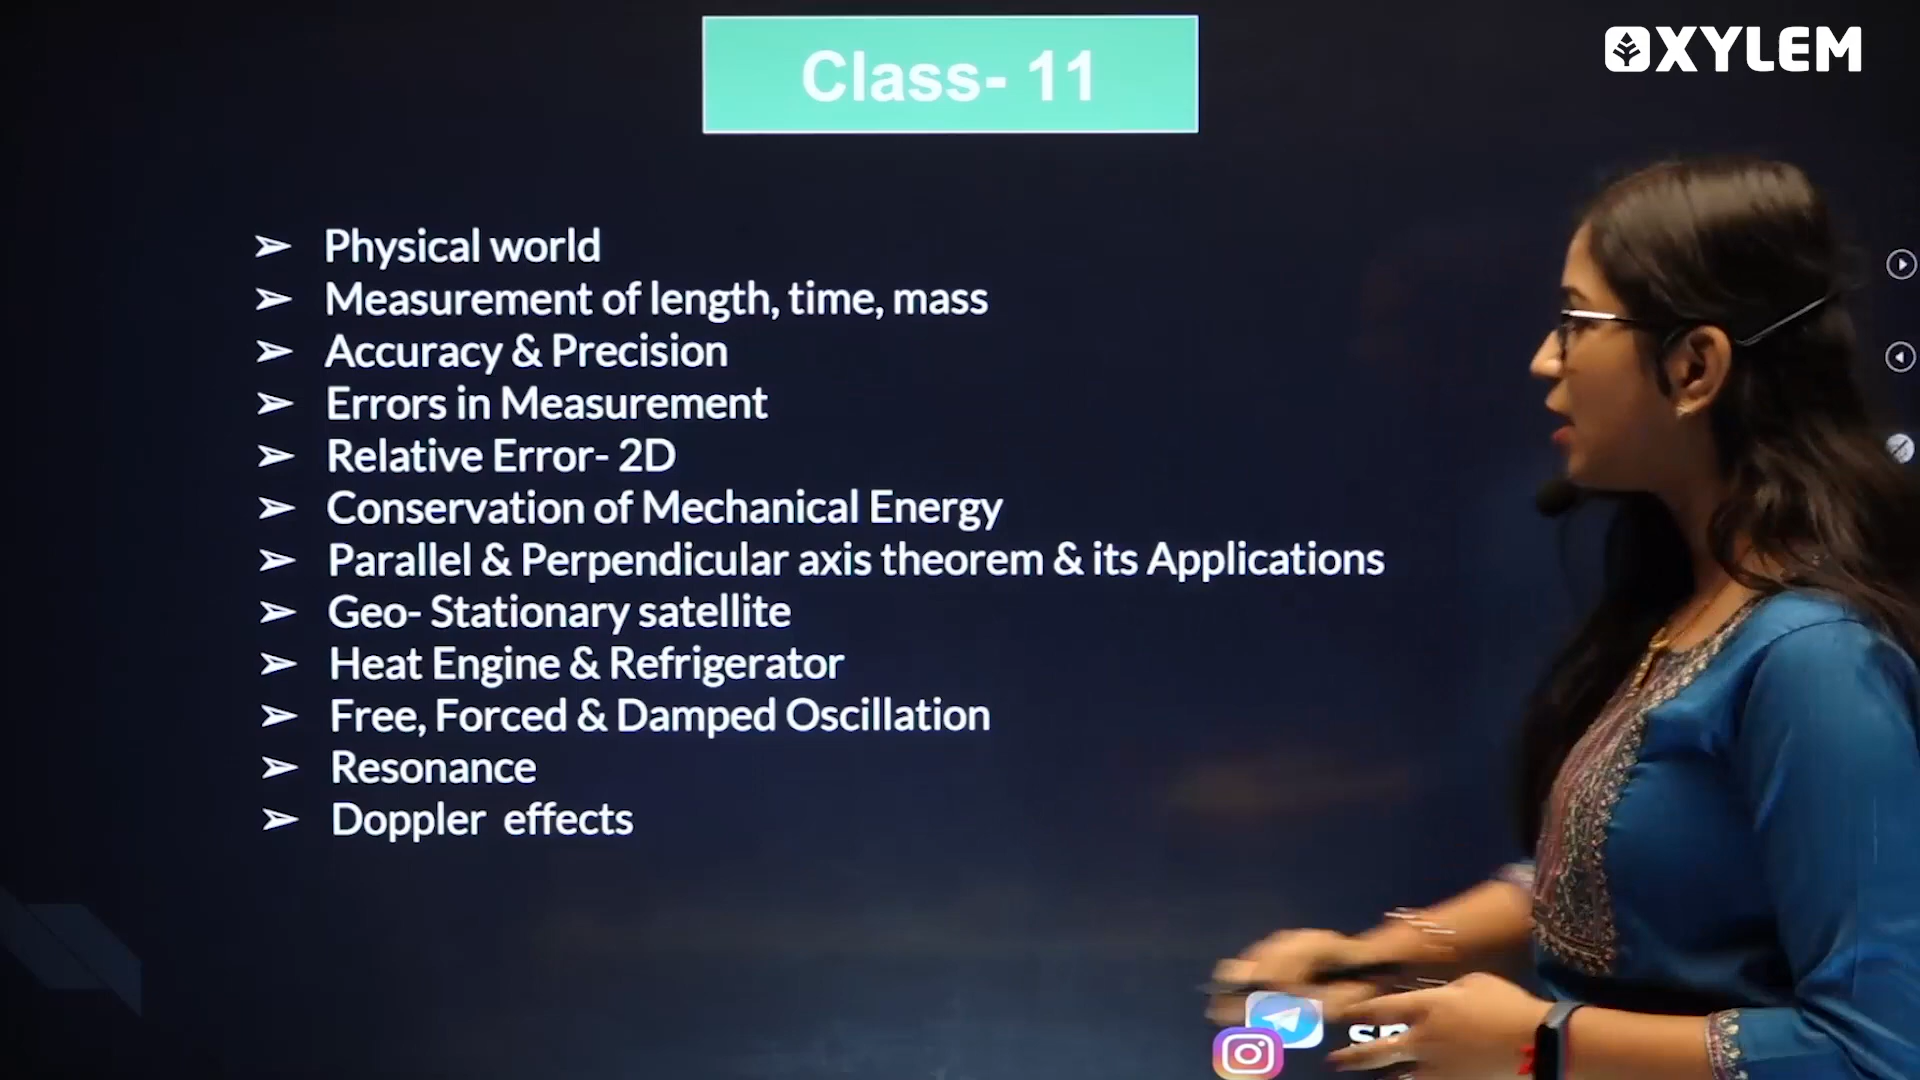 Class- 11
XYLEM
Physical world
Measurement of length, time, mass
Accuracy & Precision
Errors in Measurement
Relative Error- 2D
Conservation of Mechanical Energy
Parallel & Perpendicular axis theorem & its Applications
Geo- Stationary satellite
Heat Engine & Refrigerator
Free, Forced & Damped Oscillation
Resonance
Doppler effects